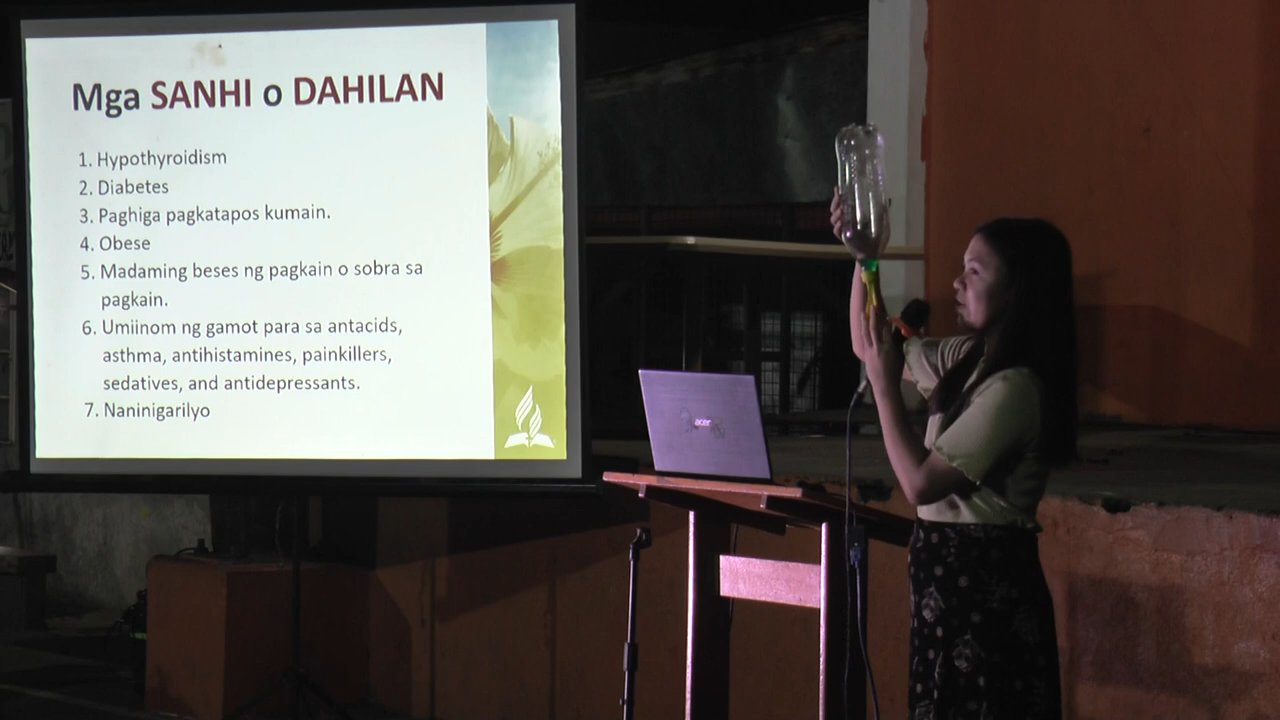 Mga SANHI o DAHILAN
1. Hypothyroidism
2. Diabetes
3. Paghiga pagkatapos kumain.
4. Obese
5. Madaming beses ng pagkain o sobra sa
pagkain.
6. Umiinom ng gamot para sa antacids,
asthma, antihistamines, painkillers,
sedatives, and antidepressants.
7. Naninigarilyo
acer